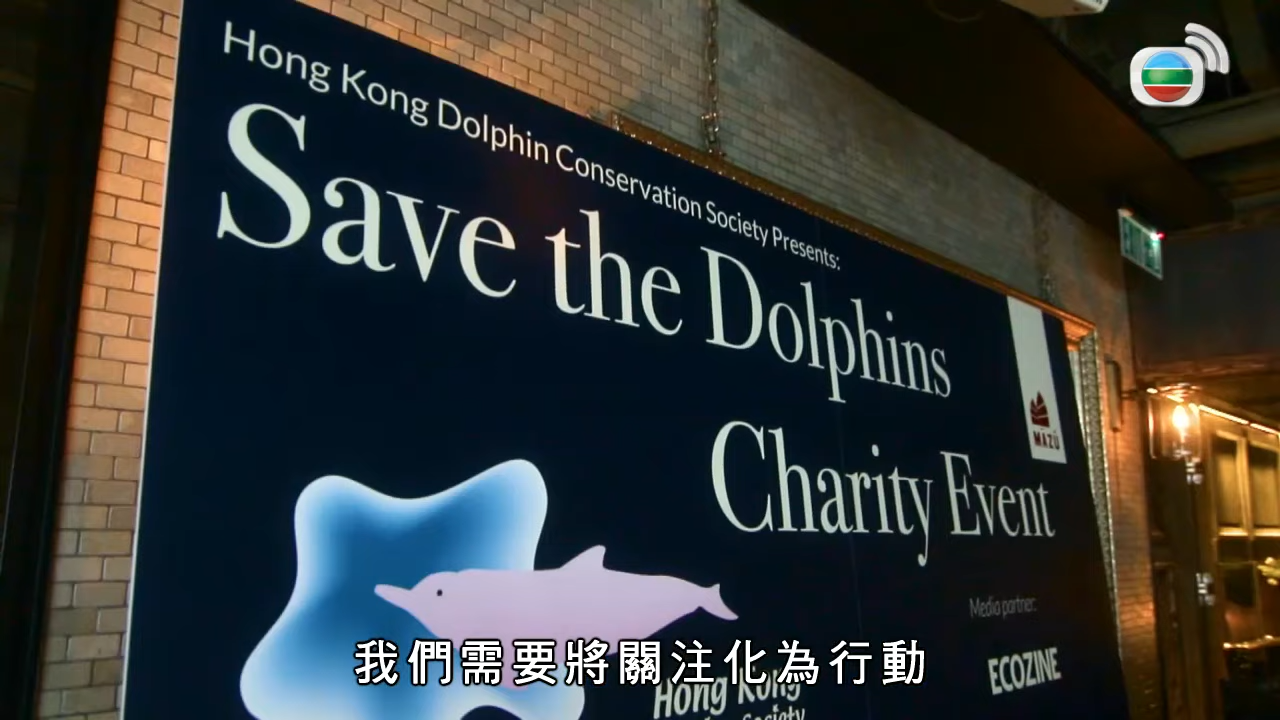 Hong Kong Dolphin Conservation Society Presents:
Save the Dolphins
Charity Event
MAZU
Media partner:
ECOZINE
Hong Kong
Society
我們需要將關注化為行動